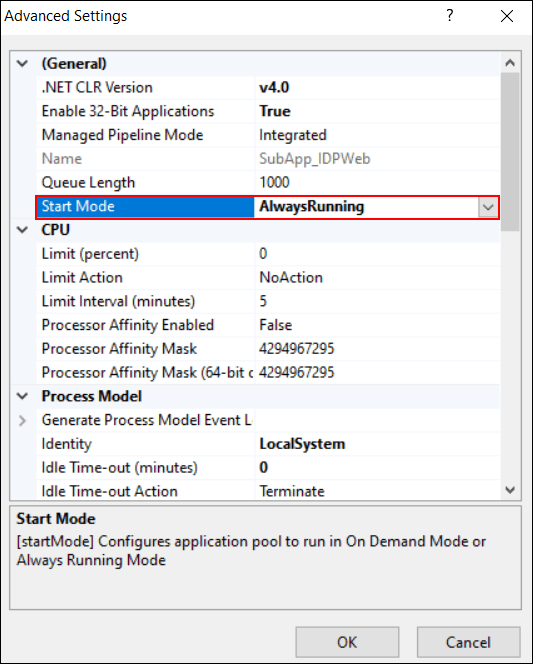 Advanced Settings ?
(General)
.NET CLR Version v4.0
Enable 32-Bit Applications True
Managed Pipeline Mode Integrated
Name SubApp_IDPWeb
Queue Length 1000
Start Mode AlwaysRunning
CPU
Limit (percent) 0
Limit Action NoAction
Limit Interval (minutes) 5
Processor Affinity Enabled False
Processor Affinity Mask 4294967295
Processor Affinity Mask (64-bit o 4294967295
Process Model
Generate Process Model Event L
Identity LocalSystem
Idle Time-out (minutes) 0
Idle Time-out Action Terminate
Start Mode
[startMode] Configures application pool to run in On Demand Mode or
Always Running Mode
OK Cancel